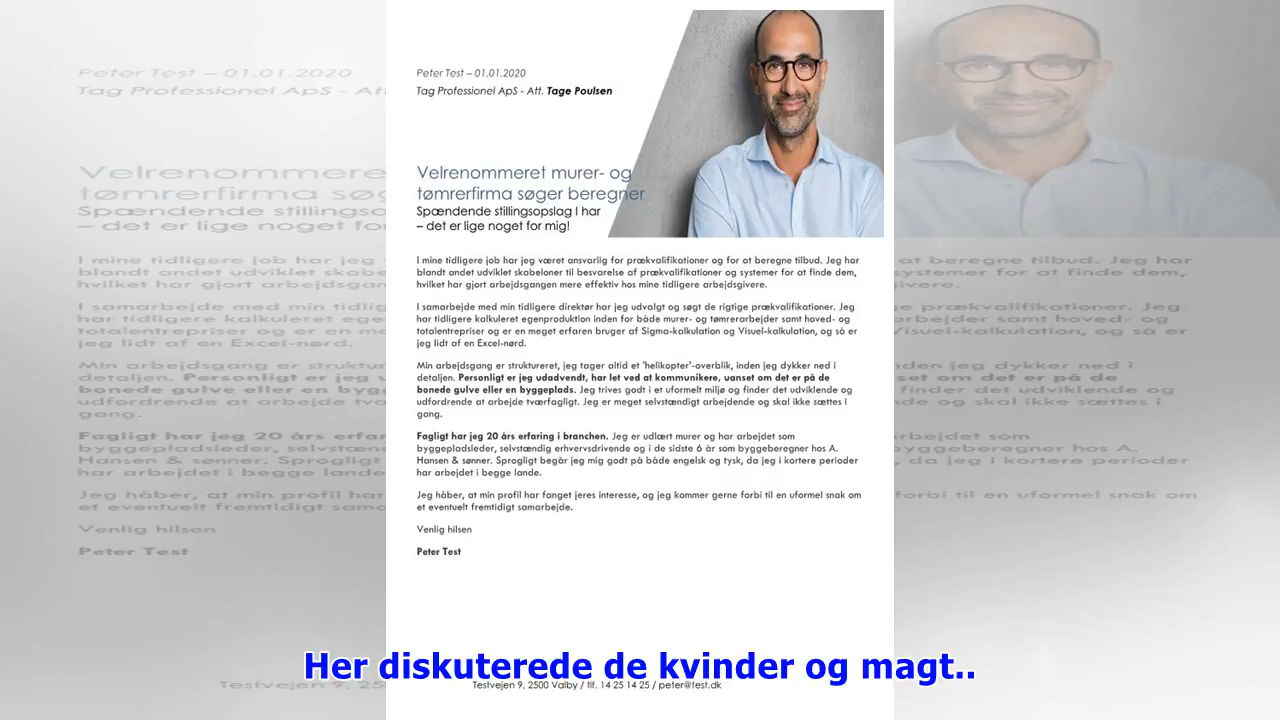 Peter Test – 01.01.2020
Tag Professionel ApS - Att. Tage Poulsen
Velrenommeret murer- og
tømrerfirma søger beregner
Spændende stillingsopslag I har
– det er lige noget for mig!
I mine tidligere job har jeg været ansvarlig for prækvalifikationer og for at beregne tilbud. Jeg har
blandt andet udviklet skabeloner til besvarelse af prækvalifikationer og systemer for at finde dem,
hvilket har gjort arbejdsgangen mere effektiv hos mine tidligere arbejdsgivere.
I samarbejde med min tidligere direktør har jeg udvalgt og søgt de rigtige prækvalifikationer. Jeg
har tidligere kalkuleret egenproduktion inden for både murer- og tømrerarbejder samt hoved- og
totalentrepriser og er en meget erfaren bruger af Sigma-kalkulation og Visuel-kalkulation, og så er
jeg lidt af en Excel-nørd.
Min arbejdsgang er struktureret, jeg tager altid et 'helikopter'-overblik, inden jeg dykker ned i
detaljen. Personligt er jeg udadvendt, har let ved at kommunikere, uanset om det er på de
bonede gulve eller en byggeplads. Jeg trives godt i et uformelt miljø og finder det udviklende og
udfordrende at arbejde tværfagligt. Jeg er meget selvstændigt arbejdende og skal ikke sættes i
gang.
Fagligt har jeg 20 års erfaring i branchen. Jeg er udlært murer og har arbejdet som
byggepladsleder, selvstændig erhvervsdrivende og i de sidste 6 år som byggeberegner hos A.
Hansen & sønner. Sprogligt begår jeg mig godt på både engelsk og tysk, da jeg i kortere perioder
har arbejdet i begge lande.
Jeg håber, at min profil har fanget jeres interesse, og jeg kommer gerne forbi til en uformel snak om
et eventuelt fremtidigt samarbejde.
Venlig hilsen
Peter Test
Her diskuterede de kvinder og magt..
Testvejen 9, 2500 Valby / tlf. 14 25 14 25 / peter@test.dk